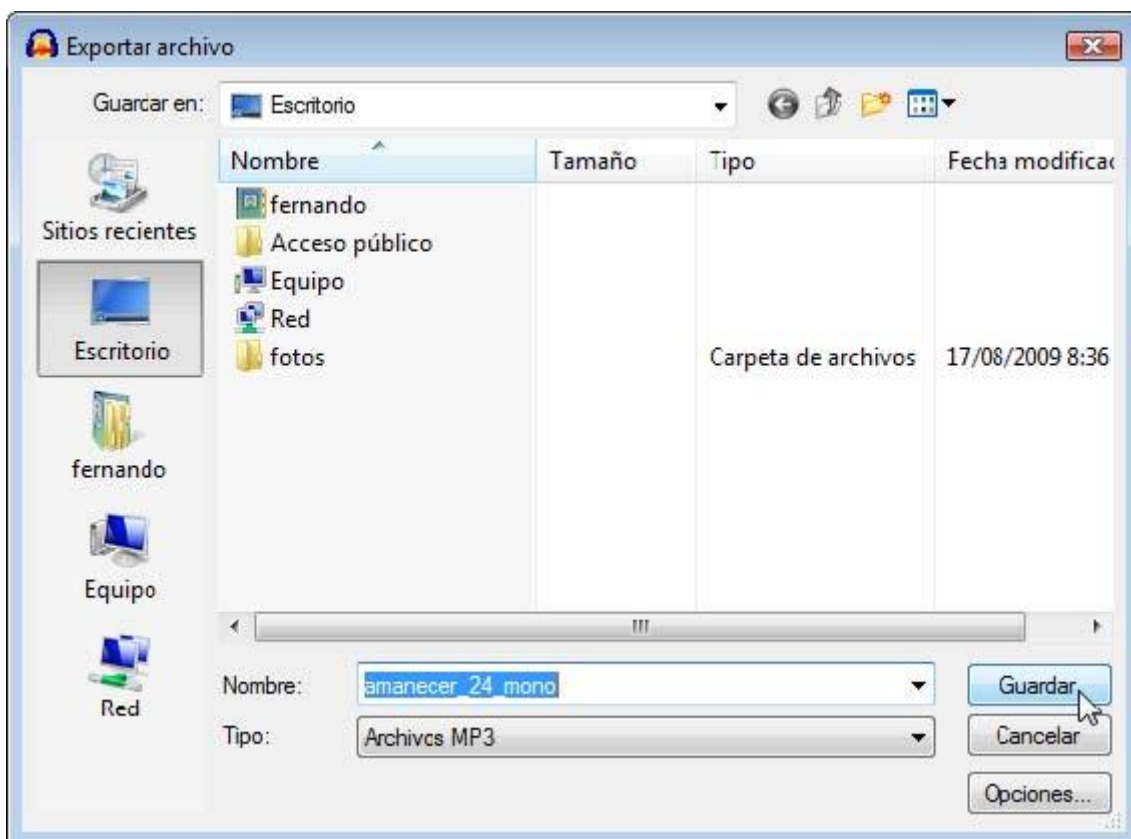 Exportar archivo
Guardar en: Escritorio
Nombre Tamaño Tipo Fecha modificac
Sitios recientes
Escritorio
fernando
Equipo
Red
fernando
Acceso público
Equipo
Red
fotos Carpeta de archivos 17/08/2009 8:36
Nombre: amanecer_24_mono Guardar
Tipo: Archivos MP3 Cancelar
Opciones...